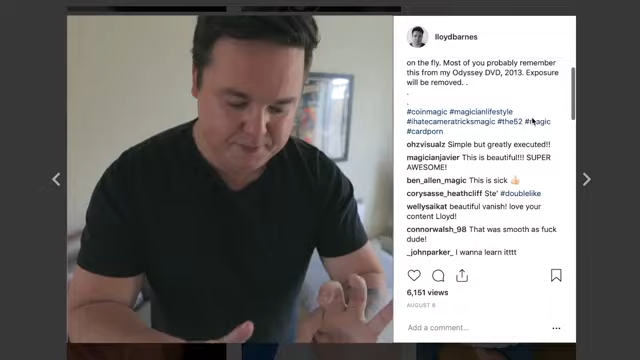 lloydbarnes
on the fly. Most of you probably remember
this from my Odyssey DVD, 2013. Exposure
will be removed. .
.
.
#coinmagic #magicianlifestyle
#ihatecameratricksmagic #the52 #magic
#cardporn
ohzvisualz Simple but greatly executed!!
magicianjavier This is beautiful!!! SUPER
AWESOME!
ben_allen_magic This is sick 👍🏻
corysasse_heathcliff Ste' #doublelike
wellysaikat beautiful vanish! love your
content Lloyd!
connorwalsh_98 That was smooth as fuck
dude!
_johnparker_ I wanna learn itttt
6,151 views
AUGUST 8
Add a comment...